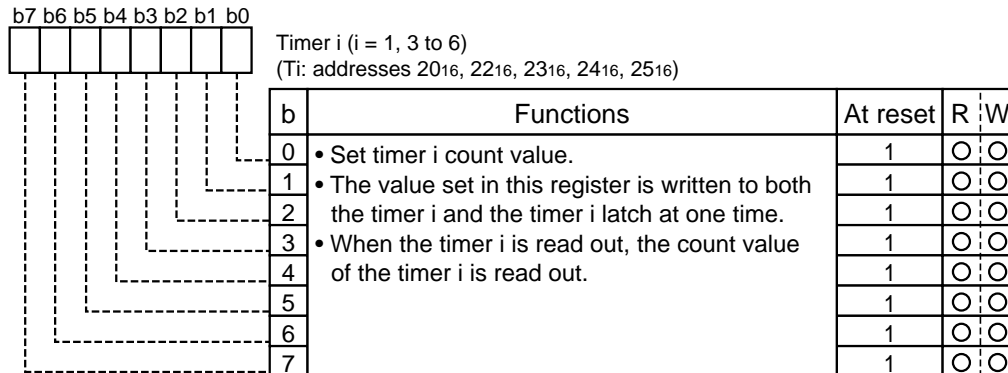 b7 b6 b5 b4 b3 b2 b1 b0
Timer i (i = 1, 3 to 6)
(Ti: addresses 2016, 2216, 2316, 2416, 2516)
b Functions At reset R W
0 • Set timer i count value. 1 O O
1 • The value set in this register is written to both 1 O O
2 the timer i and the timer i latch at one time. 1 O O
3 • When the timer i is read out, the count value 1 O O
4 of the timer i is read out. 1 O O
5 1 O O
6 1 O O
7 1 O O